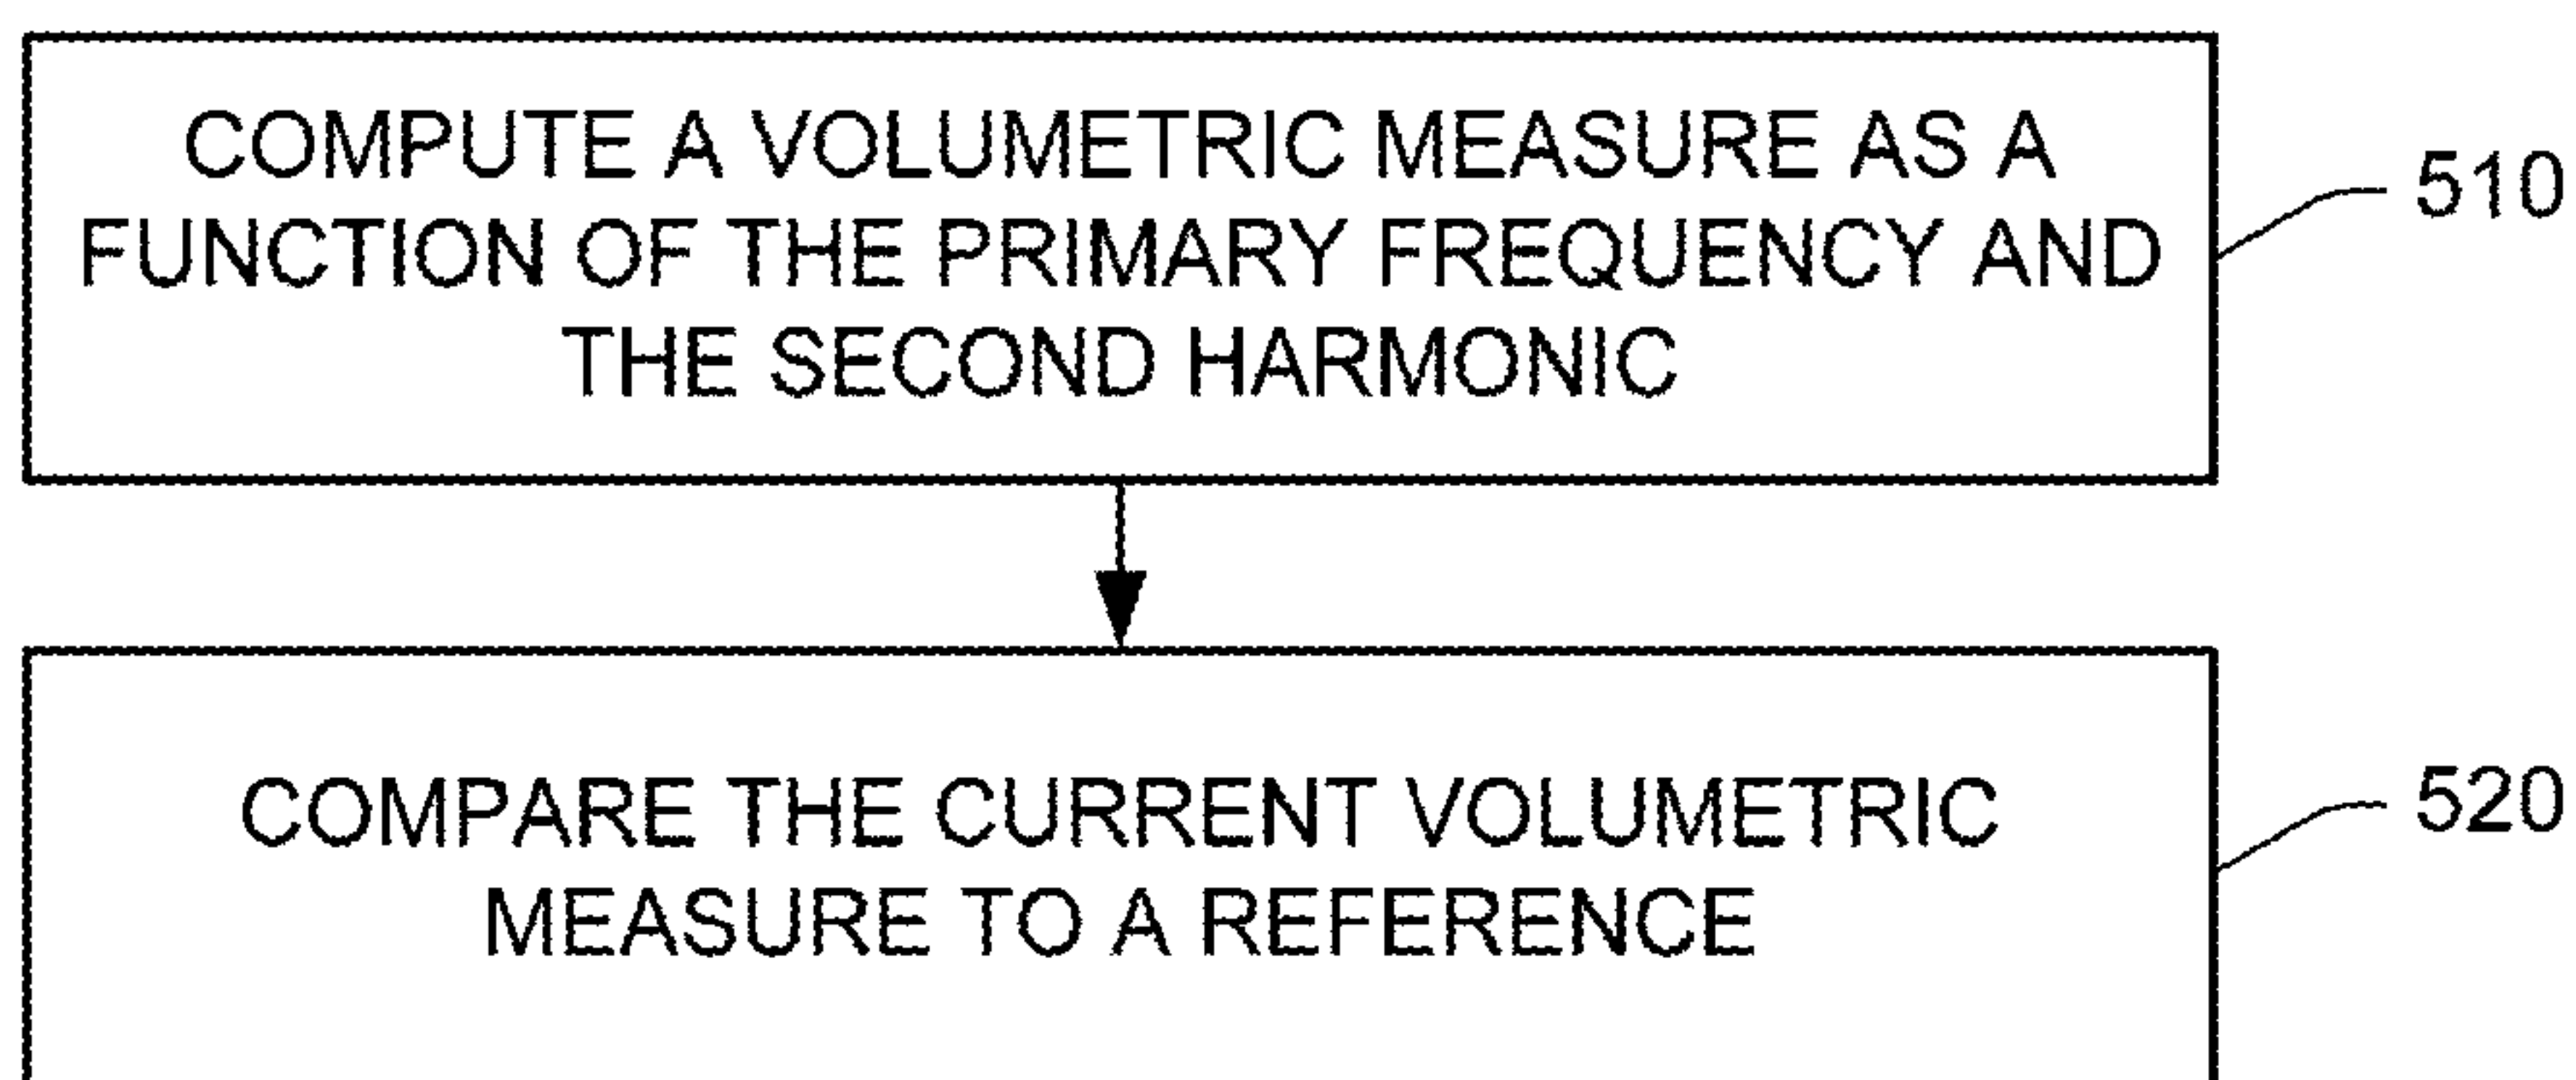 COMPUTE A VOLUMETRIC MEASURE AS A
FUNCTION OF THE PRIMARY FREQUENCY AND
THE SECOND HARMONIC
510
COMPARE THE CURRENT VOLUMETRIC
MEASURE TO A REFERENCE
520